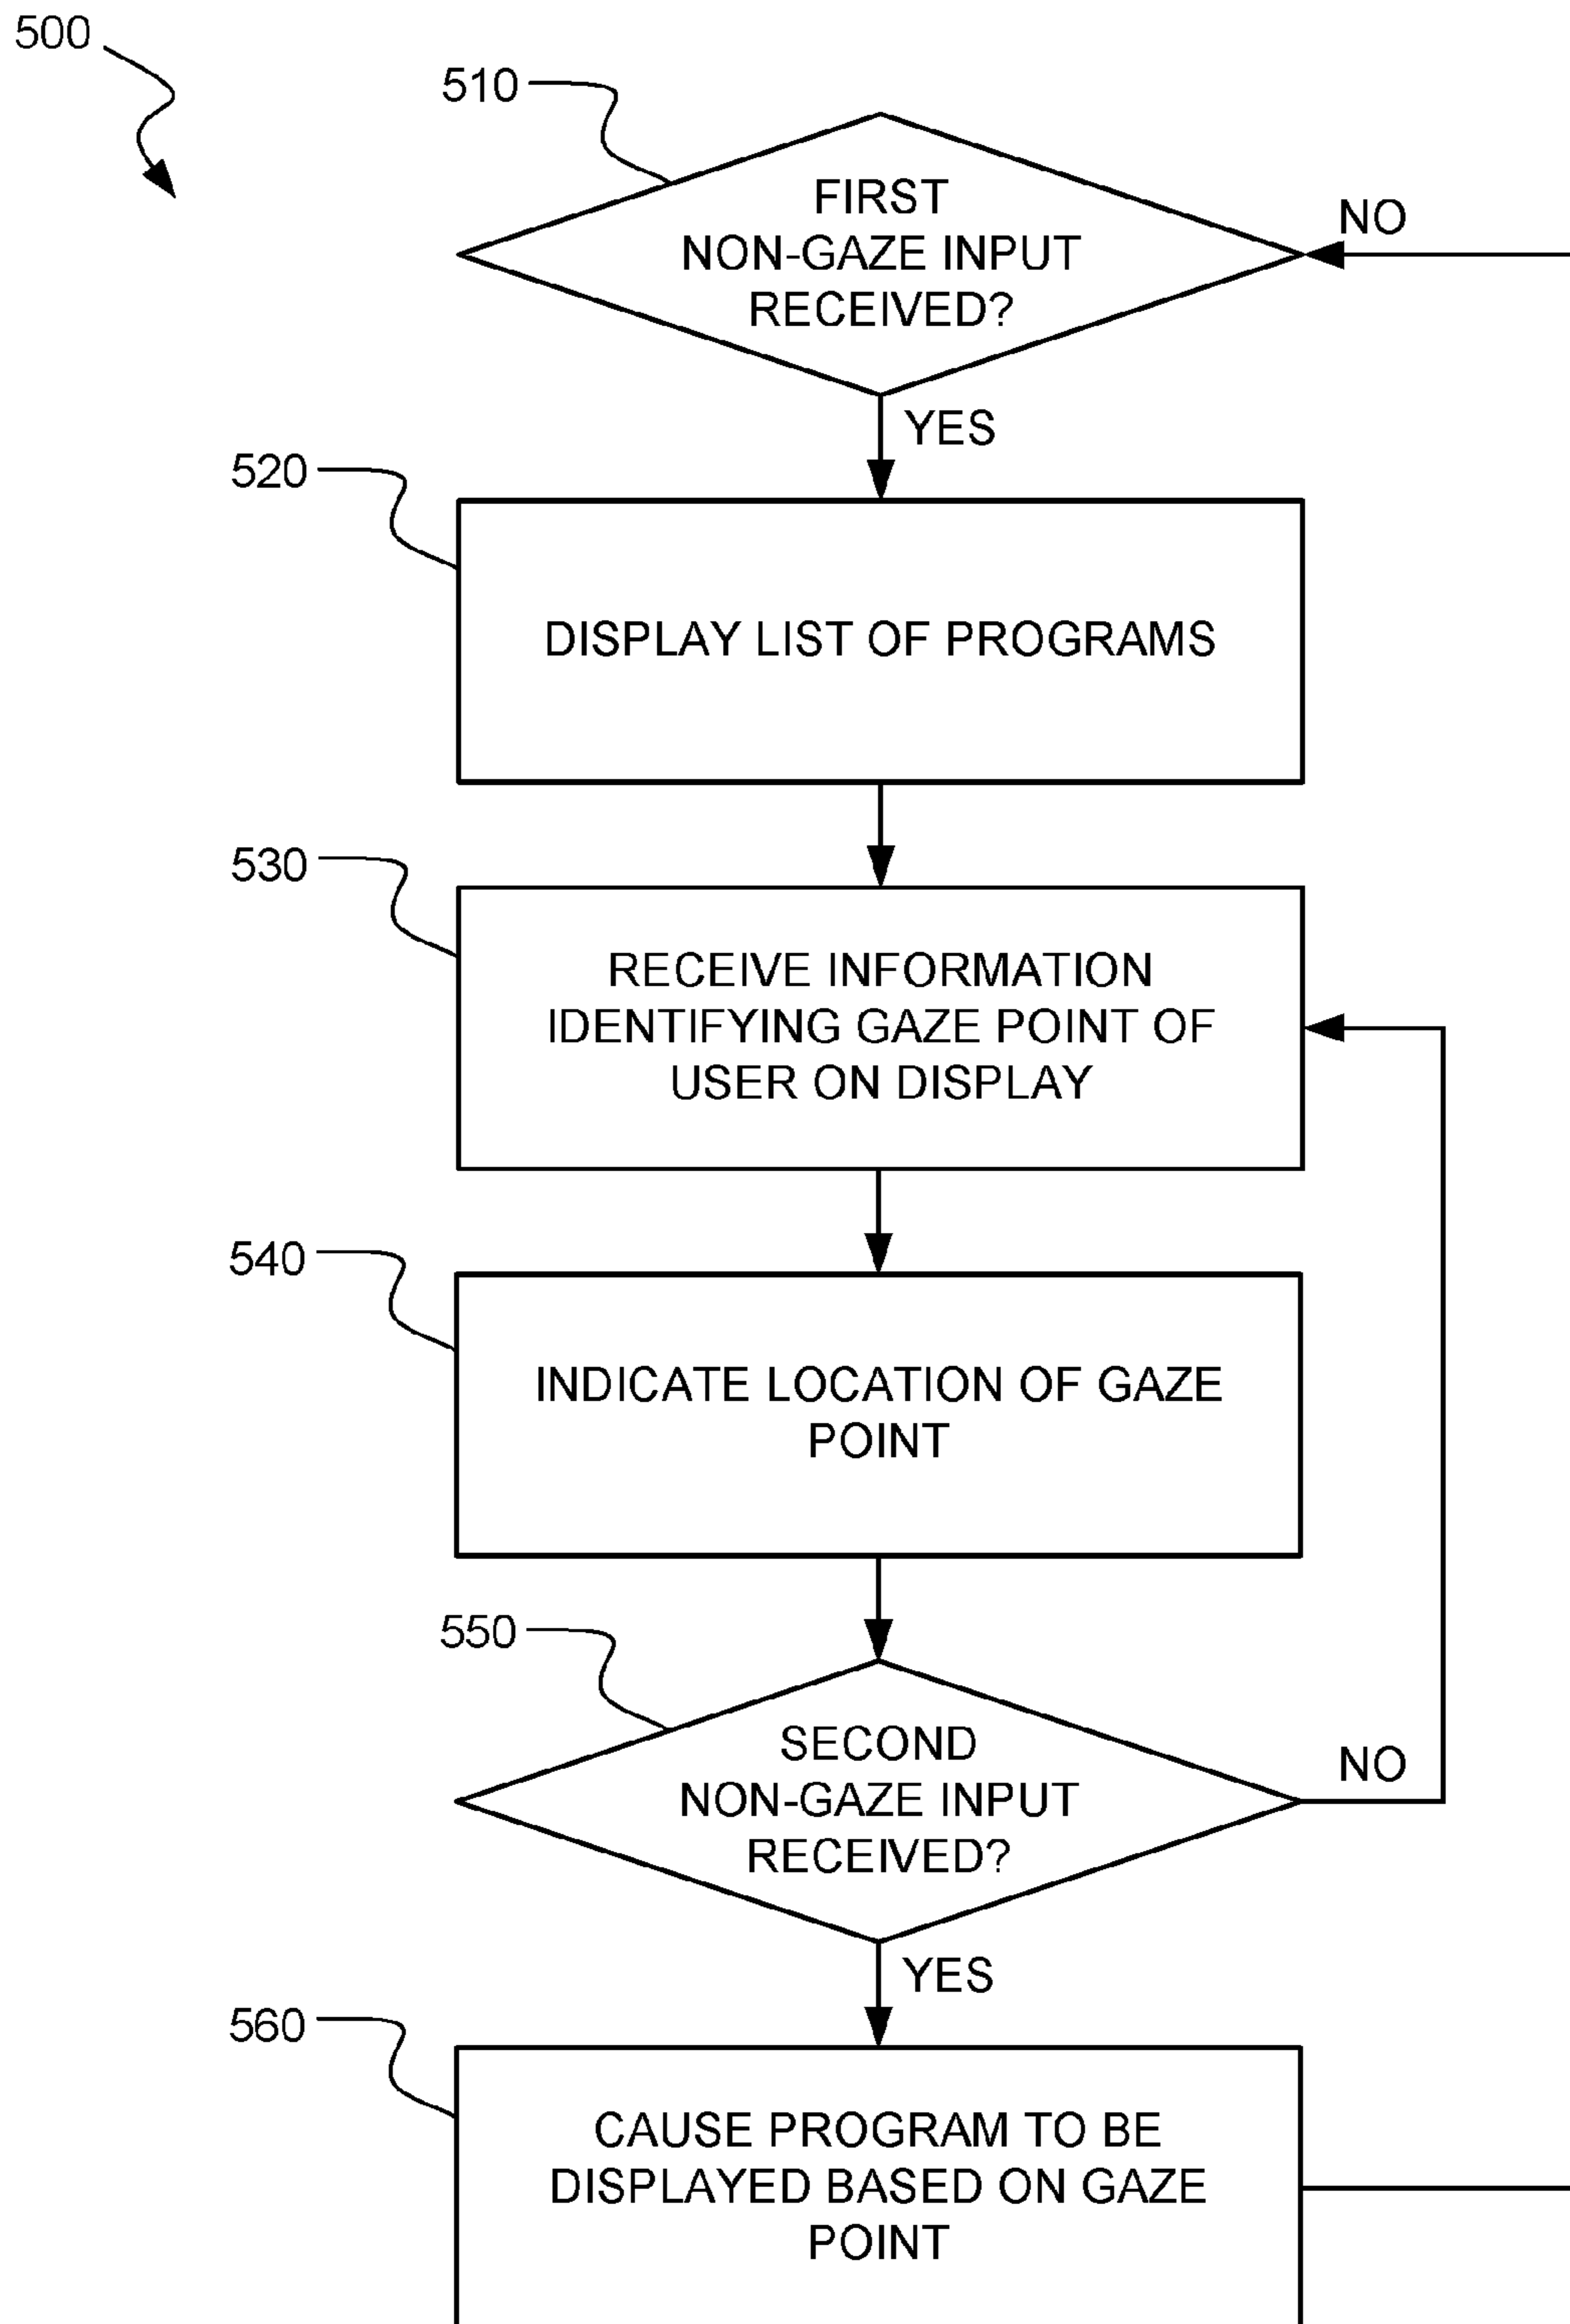 500
510
FIRST
NON-GAZE INPUT
RECEIVED?
NO
YES
520
DISPLAY LIST OF PROGRAMS
530
RECEIVE INFORMATION
IDENTIFYING GAZE POINT OF
USER ON DISPLAY
540
INDICATE LOCATION OF GAZE
POINT
550
SECOND
NON-GAZE INPUT
RECEIVED?
NO
YES
560
CAUSE PROGRAM TO BE
DISPLAYED BASED ON GAZE
POINT